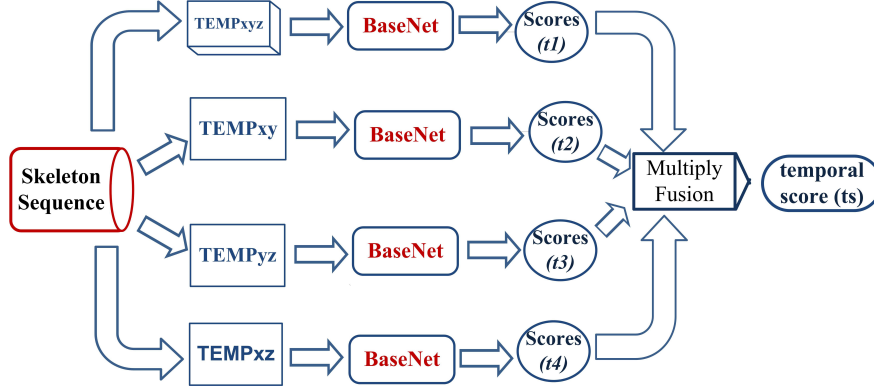 Skeleton
Sequence
TEMPxyz
BaseNet
Scores
(t1)
TEMPxy
BaseNet
Scores
(t2)
TEMPyz
BaseNet
Scores
(t3)
TEMPxz
BaseNet
Scores
(t4)
Multiply
Fusion
temporal
score (ts)